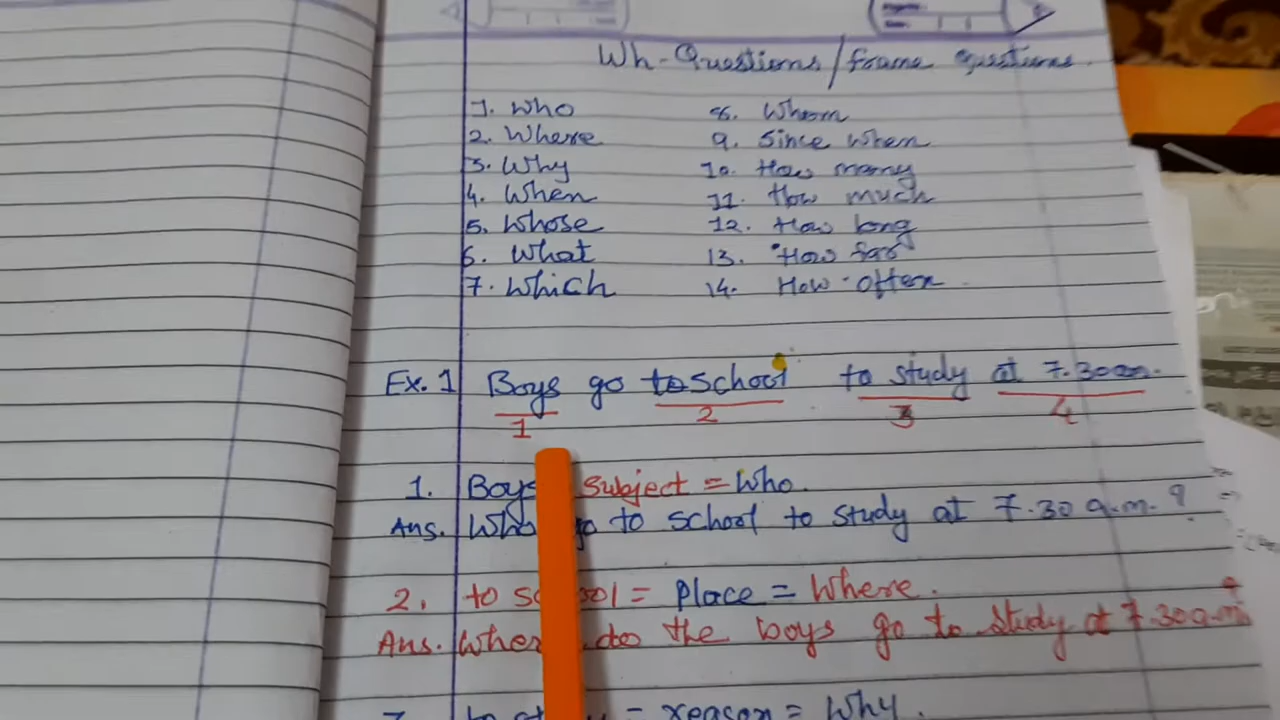 Wh-Questions/frame questions.
1. Who
2. Where
3. Why
4. When
5. Whose
6. What
7. Which
8. Whom
9. Since when
10. How many
11. How much
12. How long
13. How far
14. How often
Ex. 1 Boys go to school to study at 7.30am.
1 2 3 4
1. Boys Subject = Who.
Ans. Who go to school to study at 7.30 a.m. ?
2. to school = Place = Where.
Ans. Where do the boys go to study at 7.30a.m ?
= reason = Why.